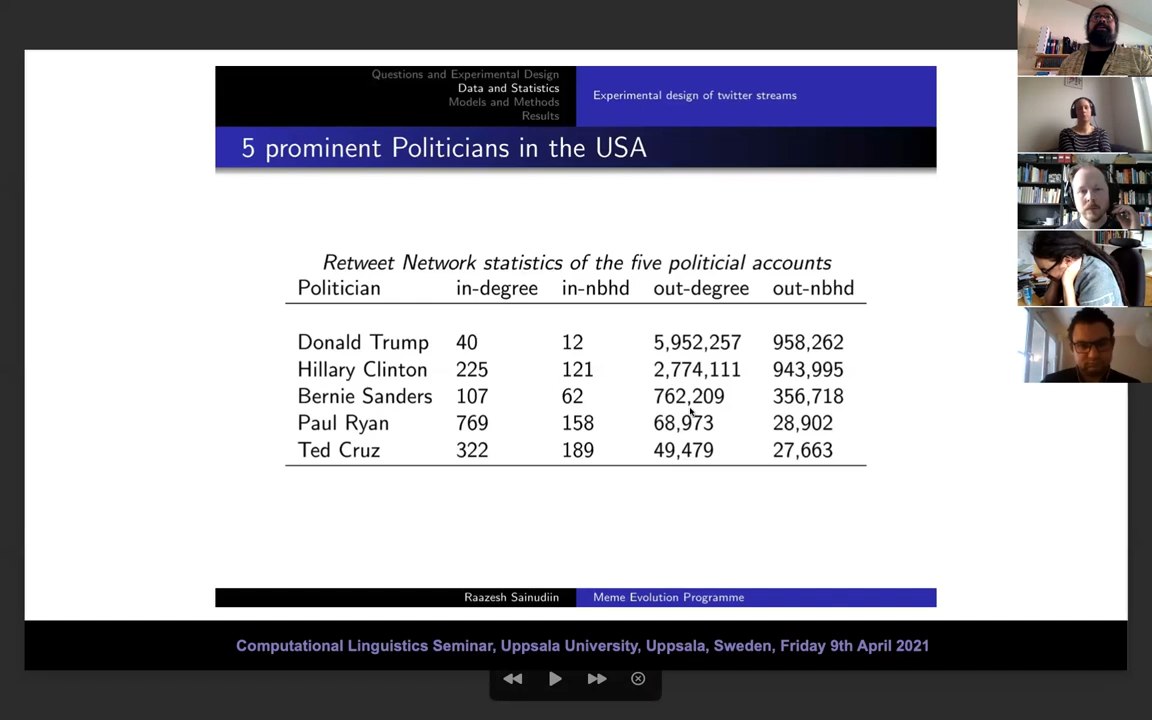 Questions and Experimental Design
Data and Statistics
Models and Methods
Results
Experimental design of twitter streams
5 prominent Politicians in the USA
Retweet Network statistics of the five politicial accounts
Politician in-degree in-nbhd out-degree out-nbhd
Donald Trump 40 12 5,952,257 958,262
Hillary Clinton 225 121 2,774,111 943,995
Bernie Sanders 107 62 762,209 356,718
Paul Ryan 769 158 68,973 28,902
Ted Cruz 322 189 49,479 27,663
Raazesh Sainudiin Meme Evolution Programme
Computational Linguistics Seminar, Uppsala University, Uppsala, Sweden, Friday 9th April 2021